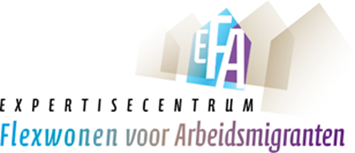 EFA
EXPERTISECENTRUM
Flexwonen voor Arbeidsmigranten